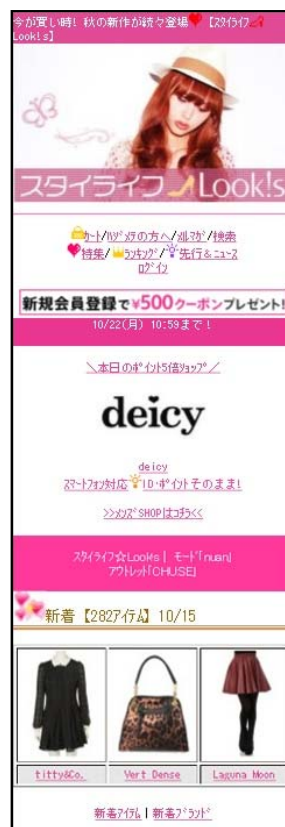 今が買い時! 秋の新作が続々登場❤【ｽﾀｲﾗｲﾌ👠
Look!s】
スタイライフ Look!s
ｶｰﾄ/ﾊｼﾞﾒﾃの方へ/ﾒﾙﾏｶﾞ/検索
❤特集/👑ﾗﾝｷﾝｸﾞ/💡先行&ﾆｭｰｽ
ﾛｸﾞｲﾝ
新規会員登録で¥500クーポンプレゼント!
10/22(月) 10:59まで!
＼本日のﾎﾟｲﾝﾄ5倍ｼｮｯﾌﾟ／
deicy
deicy
ｽﾏｰﾄﾌｫﾝ対応💡ID･ﾎﾟｲﾝﾄそのまま!
>>ﾒﾝｽﾞSHOPはｺﾁﾗ<<
ｽﾀｲﾗｲﾌ☆Look!s | ﾓｰﾄﾞ｢nuan｣
ｱｳﾄﾚｯﾄ｢CHUSE｣
新着【282ｱｲﾃﾑ】10/15
titty&Co.
Vert Dense
Laguna Moon
新着ｱｲﾃﾑ | 新着ﾌﾞﾗﾝﾄﾞ